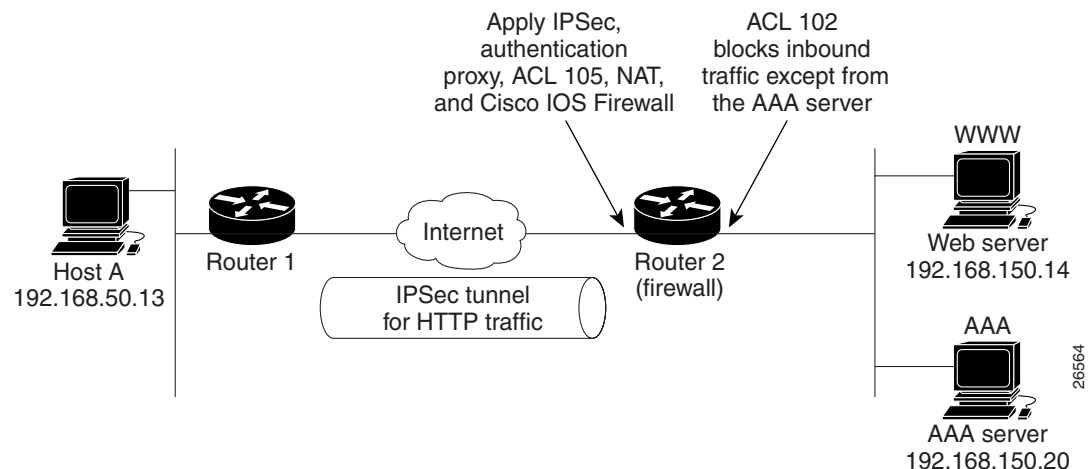 Apply IPSec,
authentication
proxy, ACL 105, NAT,
and Cisco IOS Firewall
ACL 102
blocks inbound
traffic except from
the AAA server
WWW
Internet
Host A
192.168.50.13
Router 1
Router 2
(firewall)
Web server
192.168.150.14
IPSec tunnel
for HTTP traffic
AAA
AAA server
192.168.150.20
26564